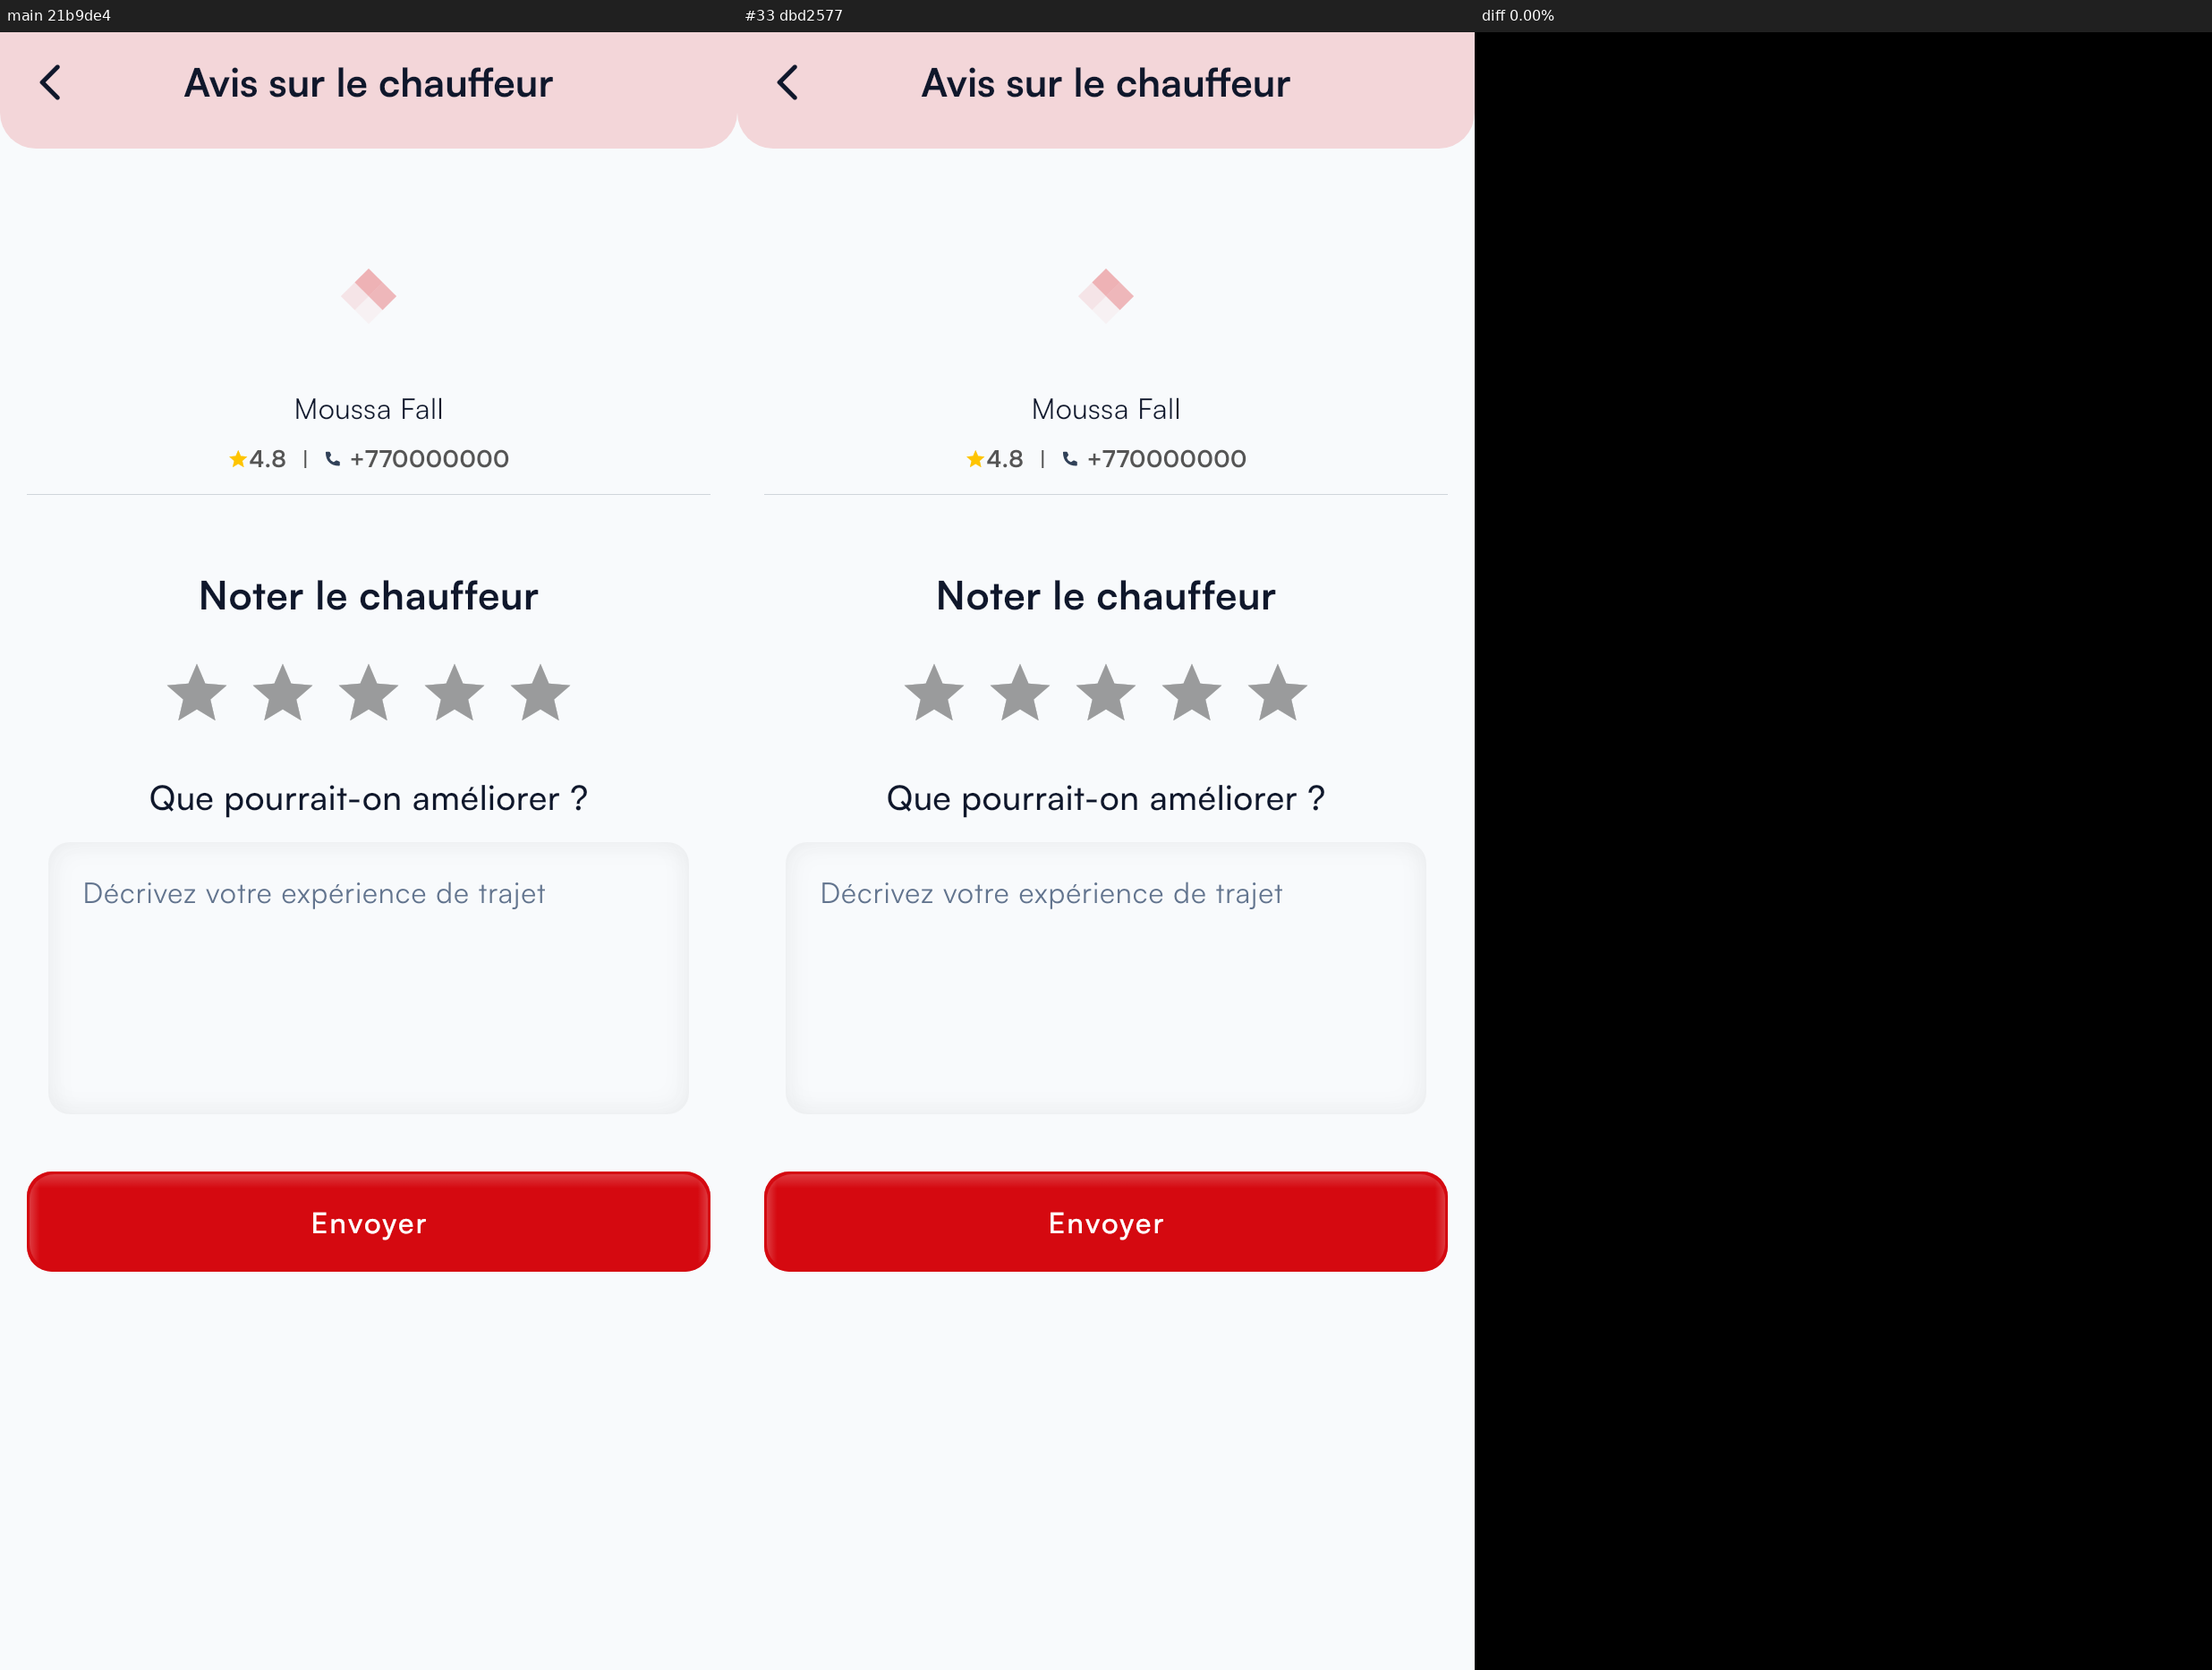 main 21b9de4
#33 dbd2577
diff 0.00%
Avis sur le chauffeur
Avis sur le chauffeur
Moussa Fall
Moussa Fall
4.8 | +770000000
4.8 | +770000000
Noter le chauffeur
Noter le chauffeur
Que pourrait-on améliorer ?
Que pourrait-on améliorer ?
Décrivez votre expérience de trajet
Décrivez votre expérience de trajet
Envoyer
Envoyer